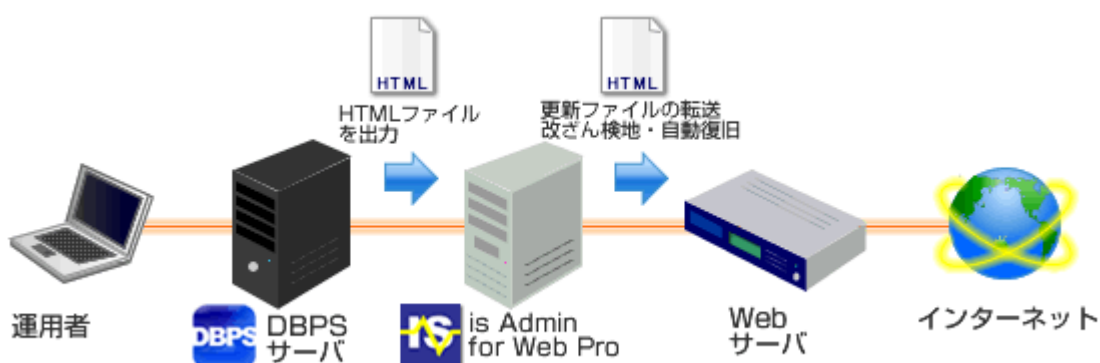 HTML
HTMLファイル
を出力
HTML
更新ファイルの転送
改ざん検地・自動復旧
運用者
DBPS
DBPS
サーバ
IS
is Admin
for Web Pro
Web
サーバ
インターネット